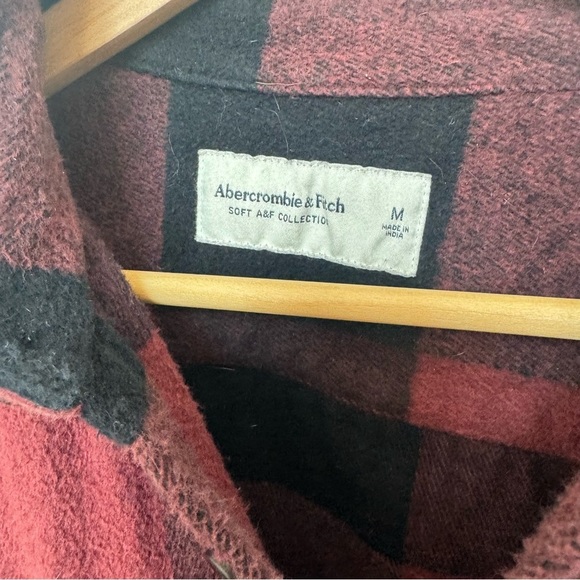 Abercrombie & Fitch
SOFT A&F COLLECTION
M
MADE IN
INDIA